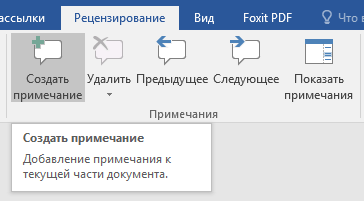 ассылки Рецензирование Вид Foxit PDF Что в
Создать примечание Удалить Предыдущее Следующее Показать примечания
Примечания
Создать примечание
Добавление примечания к
текущей части документа.